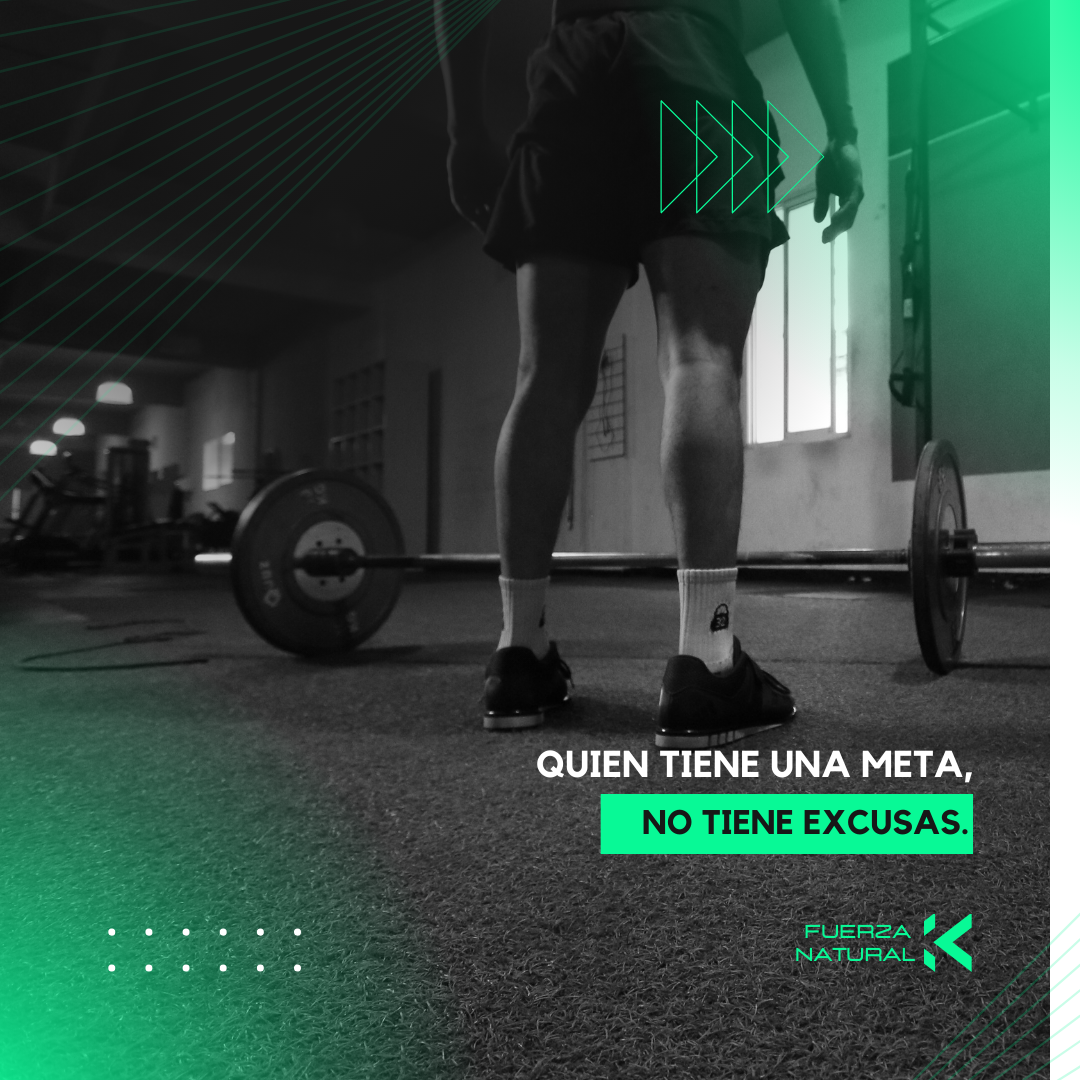 QUIEN TIENE UNA META,
NO TIENE EXCUSAS.
FUERZA
NATURAL